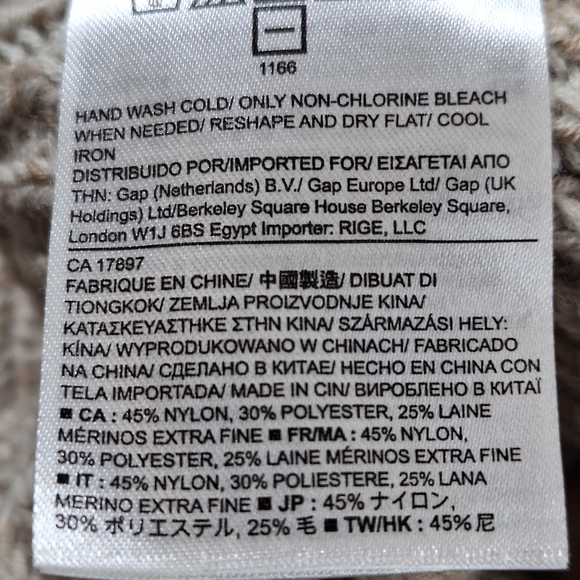 1166
HAND WASH COLD/ ONLY NON-CHLORINE BLEACH
WHEN NEEDED/ RESHAPE AND DRY FLAT/ COOL
IRON
DISTRIBUIDO POR/IMPORTED FOR/ ΕΙΣΑΓΕΤΑΙ ΑΠΟ
ΤΗΝ: Gap (Netherlands) B.V./ Gap Europe Ltd/ Gap (UK
Holdings) Ltd/Berkeley Square House Berkeley Square,
London W1J 6BS Egypt Importer: RIGE, LLC
CA 17897
FABRIQUE EN CHINE/ 中國製造/ DIBUAT DI
TIONGKOK/ ZEMLJA PROIZVODNJE KINA/
ΚΑΤΑΣΚΕΥΑΣΤΗΚΕ ΣΤΗΝ ΚΙΝΑ/ SZÁRMAZÁSI HELY:
KÍNA/ WYPRODUKOWANO W CHINACH/ FABRICADO
NA CHINA/ СДЕЛАНО В КИТАЕ/ HECHO EN CHINA CON
TELA IMPORTADA/ MADE IN CIN/ ВИРОБЛЕНО В КИТАЇ
■ CA : 45% NYLON, 30% POLYESTER, 25% LAINE
MÉRINOS EXTRA FINE ■ FR/MA : 45% NYLON,
30% POLYESTER, 25% LAINE MÉRINOS EXTRA FINE
■ IT : 45% NYLON, 30% POLIESTERE, 25% LANA
MERINO EXTRA FINE ■ JP : 45% ナイロン,
30% ポリエステル, 25% 毛 ■ TW/HK : 45% 尼